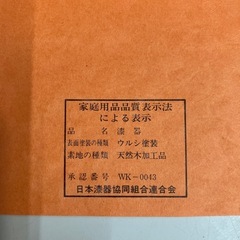 家庭用品品質表示法
による表示
品名 漆器
表面塗装の種類 ウルシ塗装
素地の種類 天然木加工品
承認番号 WK-0043
日本漆器協同組合連合会